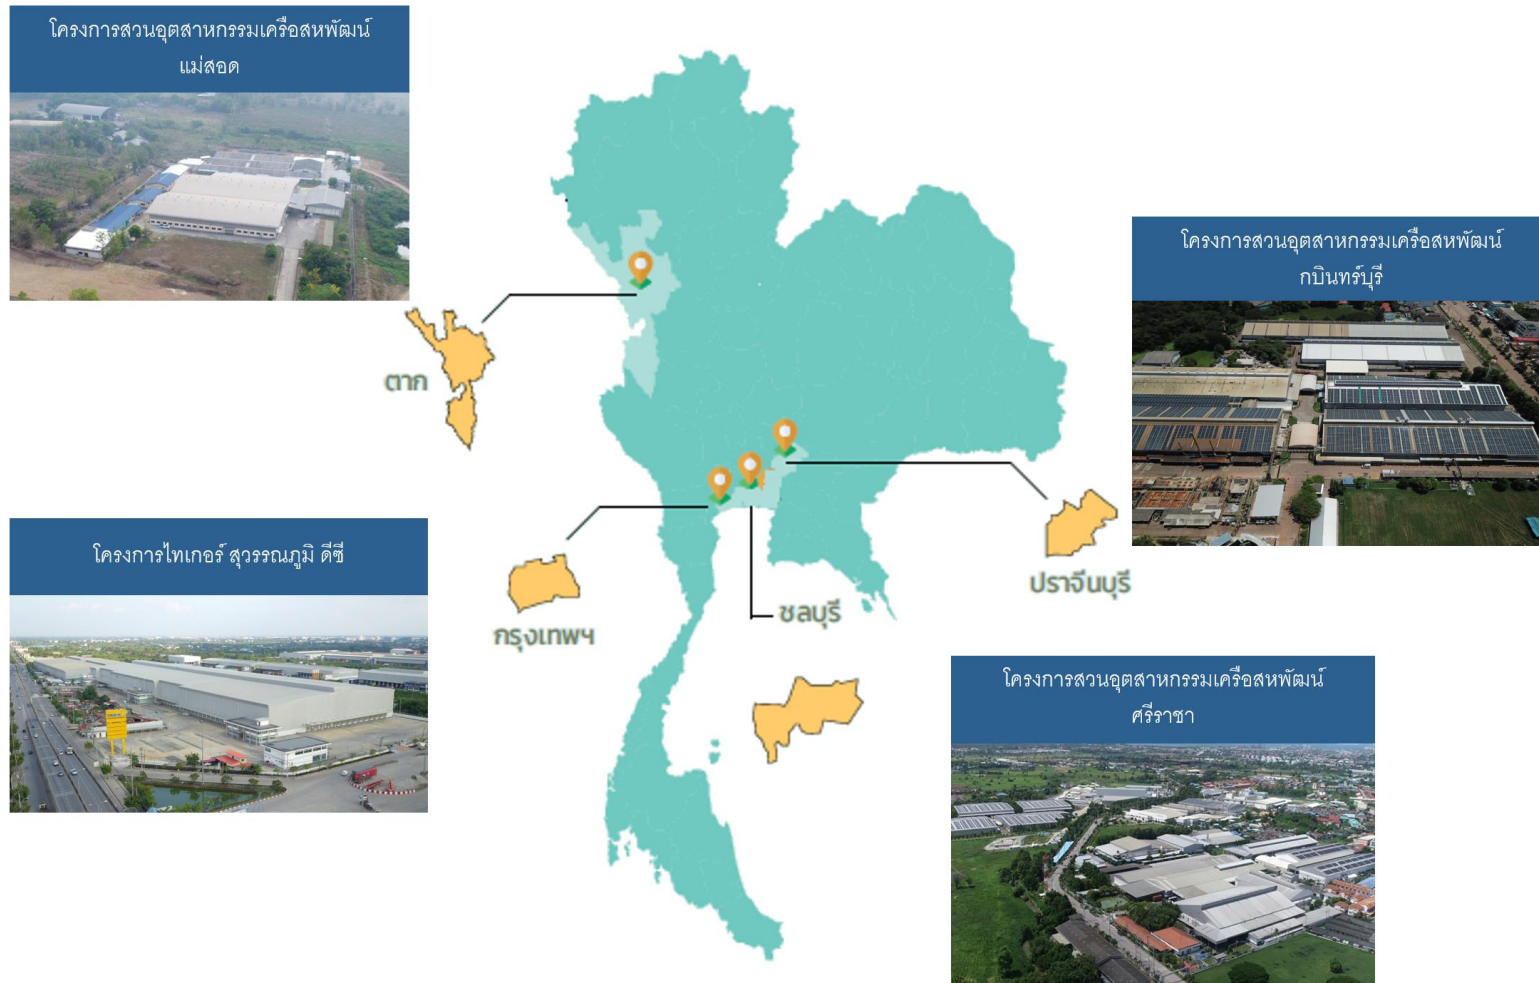 โครงการสวนอุตสาหกรรมเครือสหพัฒน์
แม่สอด
โครงการสวนอุตสาหกรรมเครือสหพัฒน์
กบินทร์บุรี
ตาก
โครงการไทเกอร์ สุวรรณภูมิ ดีซี
กรุงเทพฯ
ชลบุรี
ปราจีนบุรี
โครงการสวนอุตสาหกรรมเครือสหพัฒน์
ศรีราชา